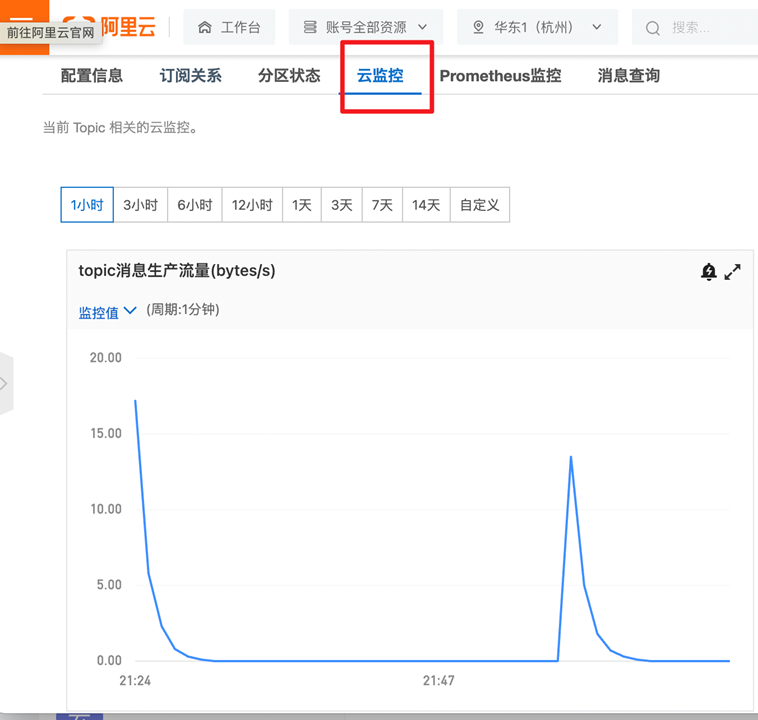 前往阿里云官网
阿里云
工作台
账号全部资源
华东1（杭州）
搜索...
配置信息
订阅关系
分区状态
云监控
Prometheus监控
消息查询
当前 Topic 相关的云监控。
1小时
3小时
6小时
12小时
1天
3天
7天
14天
自定义
topic消息生产流量(bytes/s)
监控值
(周期:1分钟)
20.00
15.00
10.00
5.00
0.00
21:24
21:47